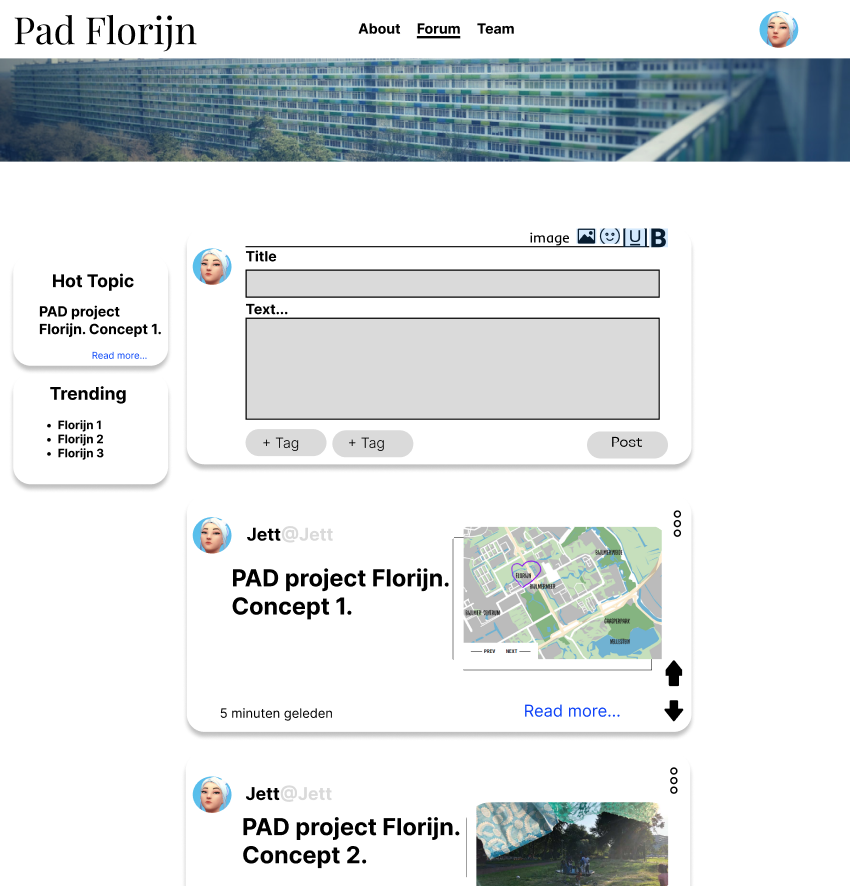 Pad Florijn
About Forum Team
image U B
Title
Text...
+ Tag + Tag Post
Hot Topic
PAD project
Florijn. Concept 1.
Read more...
Trending
• Florijn 1
• Florijn 2
• Florijn 3
Jett@Jett
PAD project Florijn.
Concept 1.
FLORIJN
BIJLMERMEER
BIJLMER CENTRUM
GAASPERPARK
— PREV NEXT —
5 minuten geleden
Read more...
Jett@Jett
PAD project Florijn.
Concept 2.